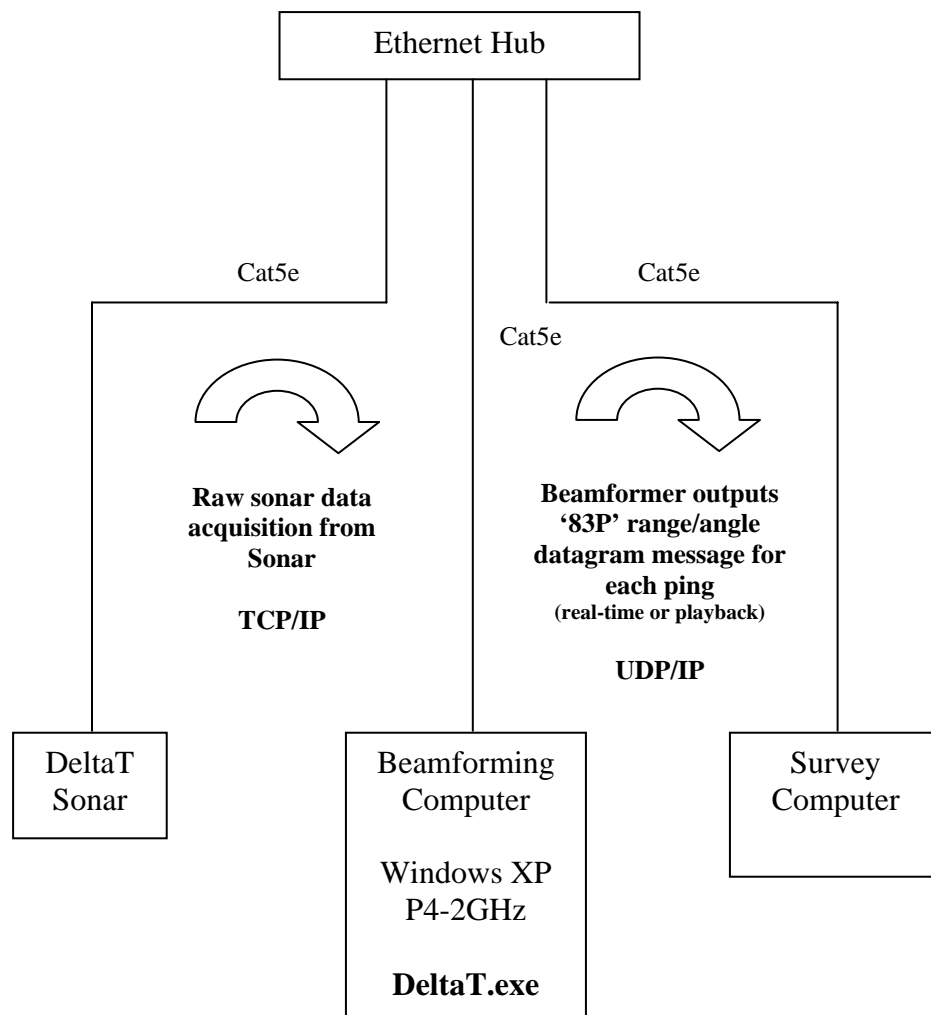 Ethernet Hub
Cat5e
Cat5e
Cat5e
Raw sonar data
acquisition from
Sonar
TCP/IP
Beamformer outputs
‘83P’ range/angle
datagram message for
each ping
(real-time or playback)
UDP/IP
DeltaT
Sonar
Beamforming
Computer
Windows XP
P4-2GHz
DeltaT.exe
Survey
Computer